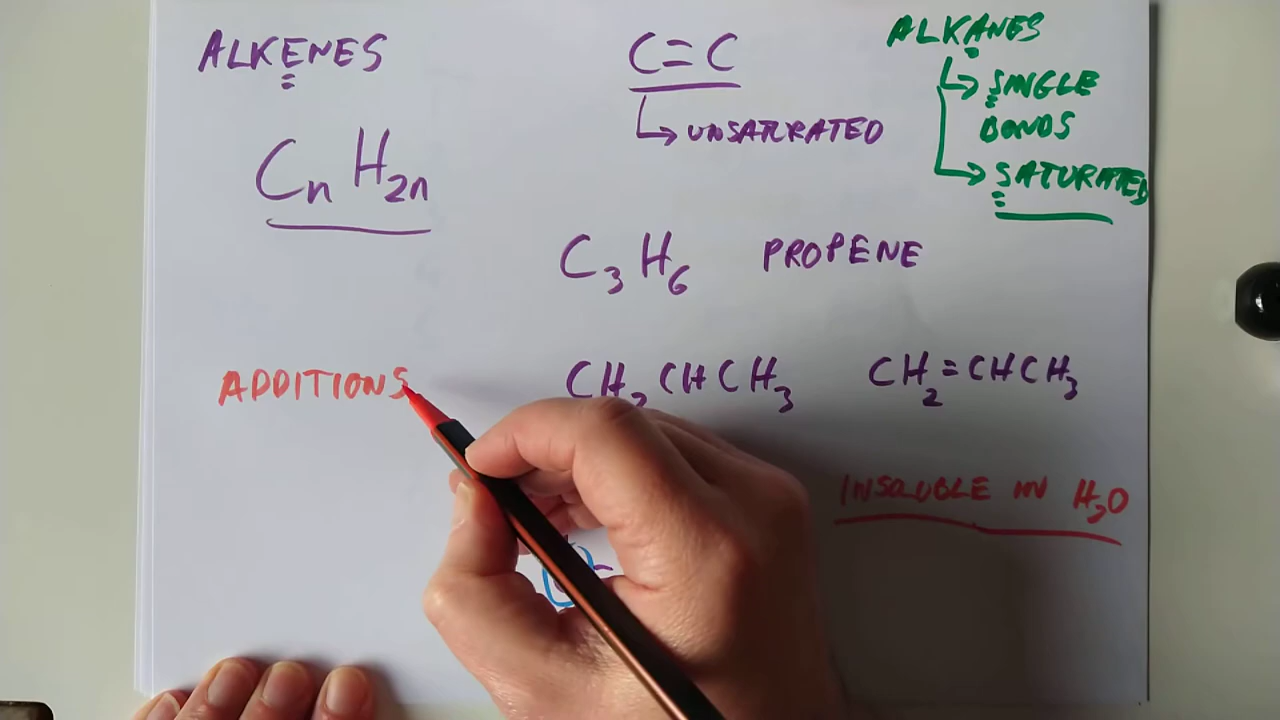 ALKENES
CnH2n
C=C
UNSATURATED
ALKANES
SINGLE
BONDS
SATURATED
C3H6 PROPENE
ADDITIONS
CH2CHCH3 CH2=CHCH3
INSOLUBLE IN H2O